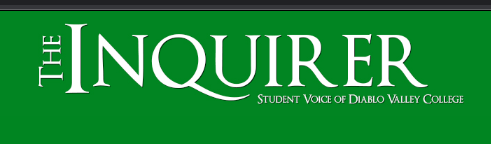 THE INQUIRER
STUDENT VOICE OF DIABLO VALLEY COLLEGE